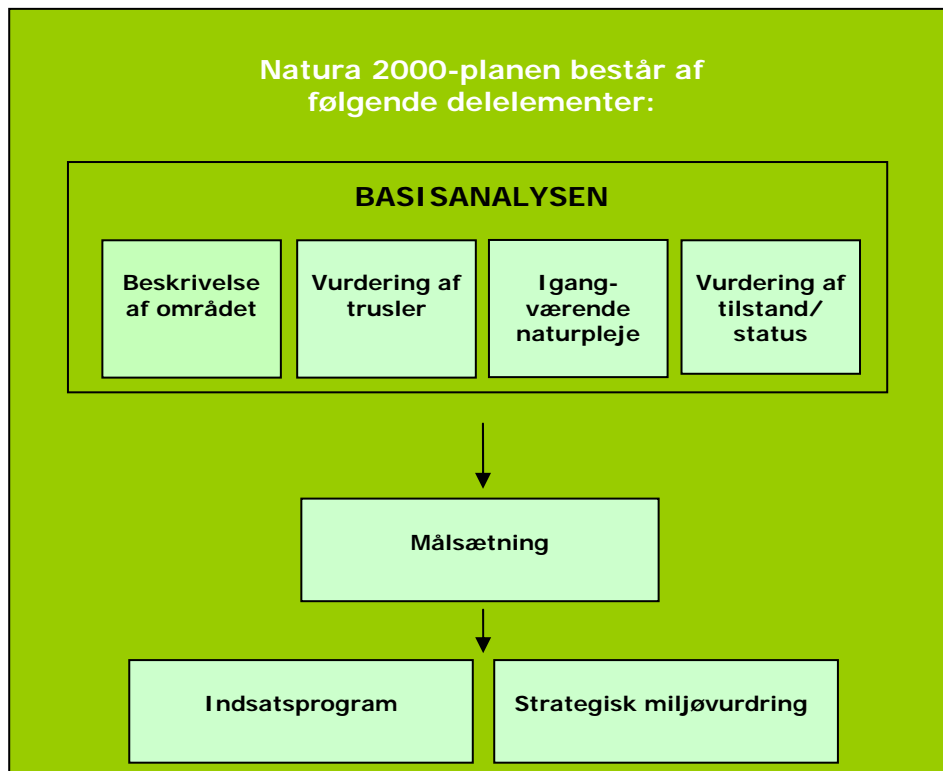 Natura 2000-planen består af
følgende delelementer:
BASISANALYSEN
Beskrivelse
af området
Vurdering af
trusler
Igang-
værende
naturpleje
Vurdering af
tilstand/
status
Målsætning
Indsatsprogram
Strategisk miljøvurdring